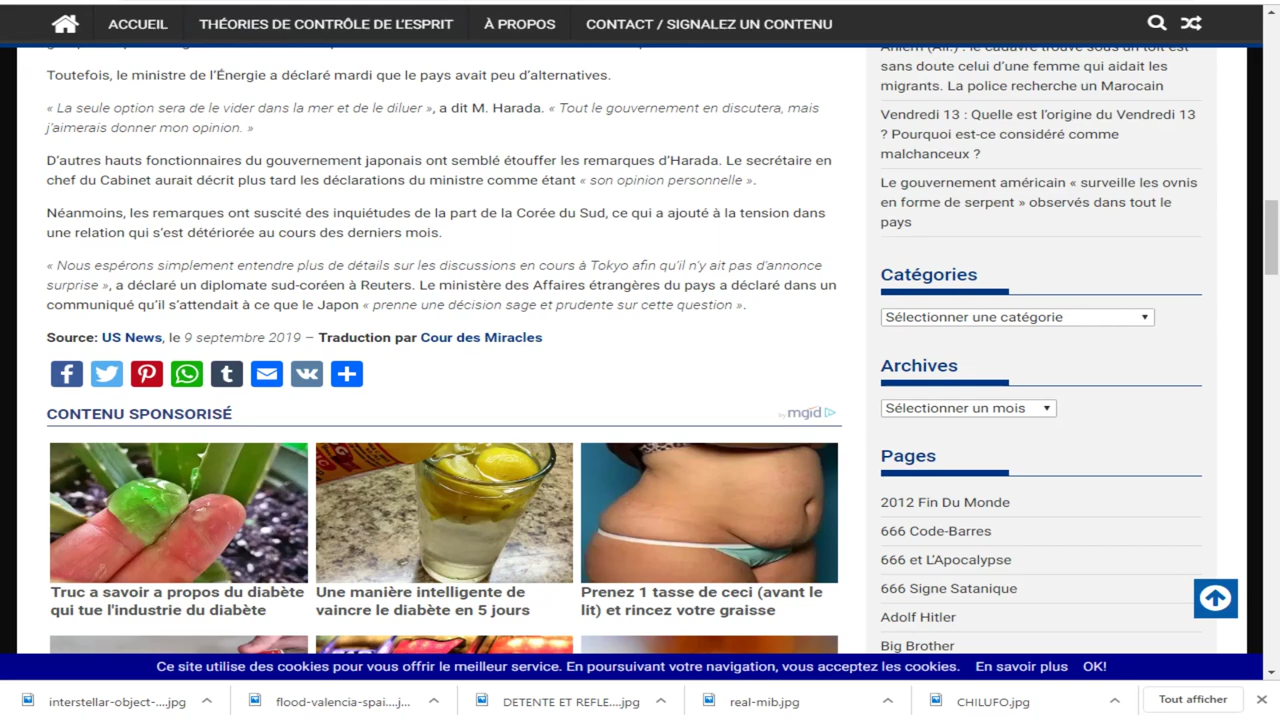 ACCUEIL THÉORIES DE CONTRÔLE DE L'ESPRIT À PROPOS CONTACT / SIGNALEZ UN CONTENU
Toutefois, le ministre de l'Énergie a déclaré mardi que le pays avait peu d'alternatives.
« La seule option sera de le vider dans la mer et de le diluer », a dit M. Harada. « Tout le gouvernement en discutera, mais
j'aimerais donner mon opinion. »
D'autres hauts fonctionnaires du gouvernement japonais ont semblé étouffer les remarques d'Harada. Le secrétaire en
chef du Cabinet aurait décrit plus tard les déclarations du ministre comme étant « son opinion personnelle ».
Néanmoins, les remarques ont suscité des inquiétudes de la part de la Corée du Sud, ce qui a ajouté à la tension dans
une relation qui s'est détériorée au cours des derniers mois.
« Nous espérons simplement entendre plus de détails sur les discussions en cours à Tokyo afin qu'il n'y ait pas d'annonce
surprise », a déclaré un diplomate sud-coréen à Reuters. Le ministère des Affaires étrangères du pays a déclaré dans un
communiqué qu'il s'attendait à ce que le Japon « prenne une décision sage et prudente sur cette question ».
Source: US News, le 9 septembre 2019 – Traduction par Cour des Miracles
CONTENU SPONSORISÉ
by mgid
Truc a savoir a propos du diabète
qui tue l'industrie du diabète
Une manière intelligente de
vaincre le diabète en 5 jours
Prenez 1 tasse de ceci (avant le
lit) et rincez votre graisse
Anlern (All.) : le cadavre trouvé sous un toit est
sans doute celui d'une femme qui aidait les
migrants. La police recherche un Marocain
Vendredi 13 : Quelle est l'origine du Vendredi 13
? Pourquoi est-ce considéré comme
malchanceux ?
Le gouvernement américain « surveille les ovnis
en forme de serpent » observés dans tout le
pays
Catégories
Sélectionner une catégorie
Archives
Sélectionner un mois
Pages
2012 Fin Du Monde
666 Code-Barres
666 et L'Apocalypse
666 Signe Satanique
Adolf Hitler
Big Brother
Ce site utilise des cookies pour vous offrir le meilleur service. En poursuivant votre navigation, vous acceptez les cookies. En savoir plus OK!
interstellar-object-....jpg flood-valencia-spai....j... DETENTE ET REFLE....jpg real-mib.jpg CHILUFO.jpg Tout afficher